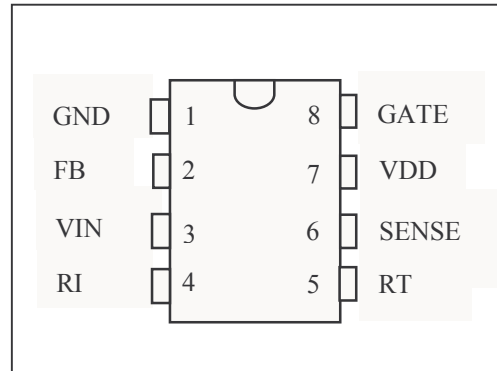 GND 1 8 GATE
FB 2 7 VDD
VIN 3 6 SENSE
RI 4 5 RT